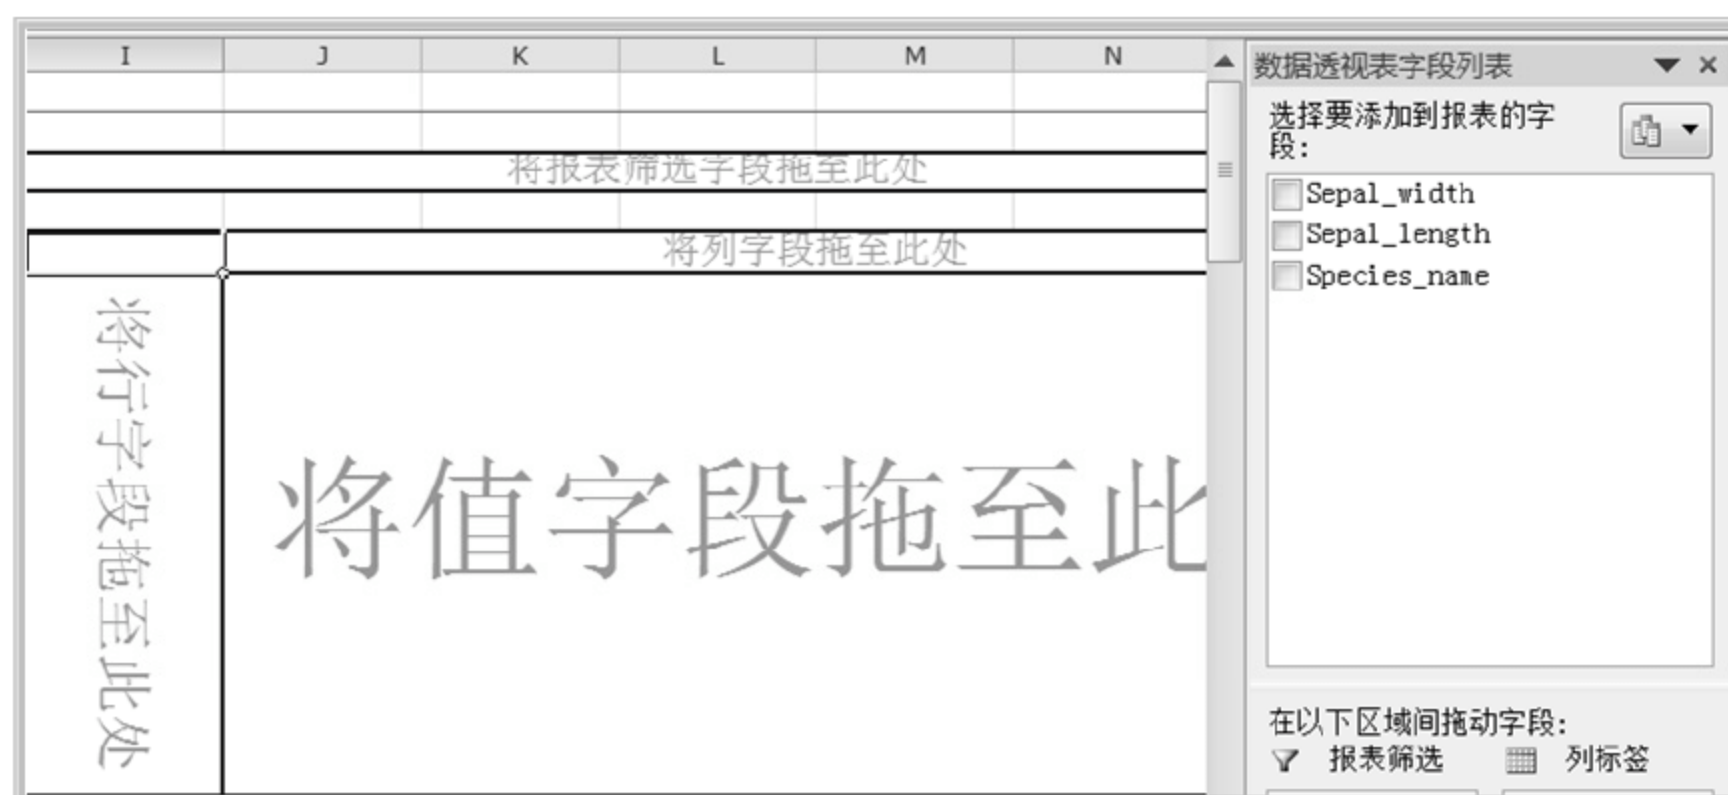 I J K L M N
将报表筛选字段拖至此处
将列字段拖至此处
将行字段拖至此处
将值字段拖至此
数据透视表字段列表
选择要添加到报表的字
段:
Sepal_width
Sepal_length
Species_name
在以下区域间拖动字段:
报表筛选 列标签